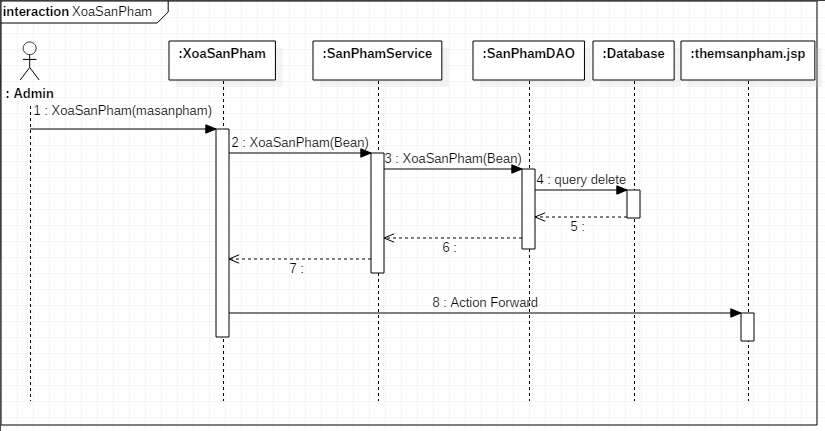 interaction XoaSanPham
:XoaSanPham
:SanPhamService
:SanPhamDAO
:Database
:themsanpham.jsp
: Admin
1 : XoaSanPham(masanpham)
2 : XoaSanPham(Bean)
3 : XoaSanPham(Bean)
4 : query delete
5 :
6 :
7 :
8 : Action Forward